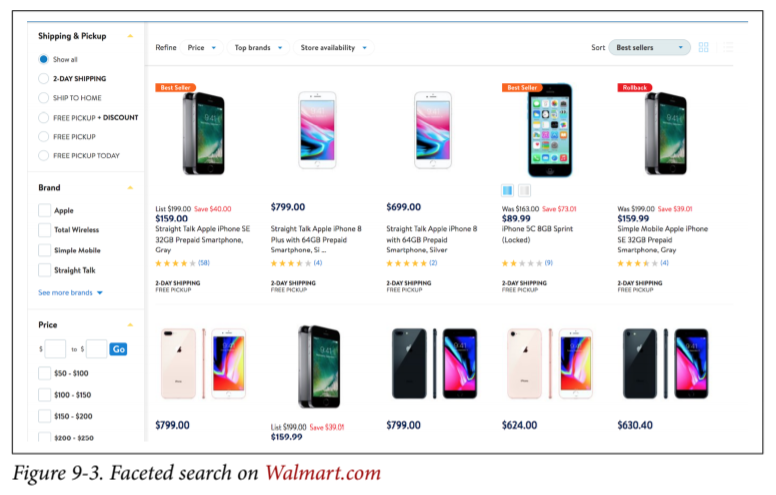 Shipping & Pickup
Show all
2-DAY SHIPPING
SHIP TO HOME
FREE PICKUP + DISCOUNT
FREE PICKUP
FREE PICKUP TODAY
Brand
Apple
Total Wireless
Simple Mobile
Straight Talk
See more brands
Price
$ to $ Go
$50 - $100
$100 - $150
$150 - $200
$200 - $250
Refine Price Top brands Store availability Sort Best sellers
Best Seller
List $199.00 Save $40.00
$159.00
Straight Talk Apple iPhone SE
32GB Prepaid Smartphone,
Gray
(58)
2-DAY SHIPPING
FREE PICKUP
$799.00
Straight Talk Apple iPhone 8
Plus with 64GB Prepaid
Smartphone, Si ...
(4)
2-DAY SHIPPING
FREE PICKUP
$699.00
Straight Talk Apple iPhone 8
with 64GB Prepaid
Smartphone, Silver
(2)
2-DAY SHIPPING
FREE PICKUP
Best Seller
Was $163.00 Save $73.01
$89.99
iPhone 5C 8GB Sprint
(Locked)
(9)
2-DAY SHIPPING
FREE PICKUP
Rollback
Was $199.00 Save $39.01
$159.99
Simple Mobile Apple iPhone
SE 32GB Prepaid
Smartphone, Gray
(4)
2-DAY SHIPPING
FREE PICKUP
$799.00
List $199.00 Save $39.01
$159.99
$799.00
$624.00
$630.40
Figure 9-3. Faceted search on Walmart.com